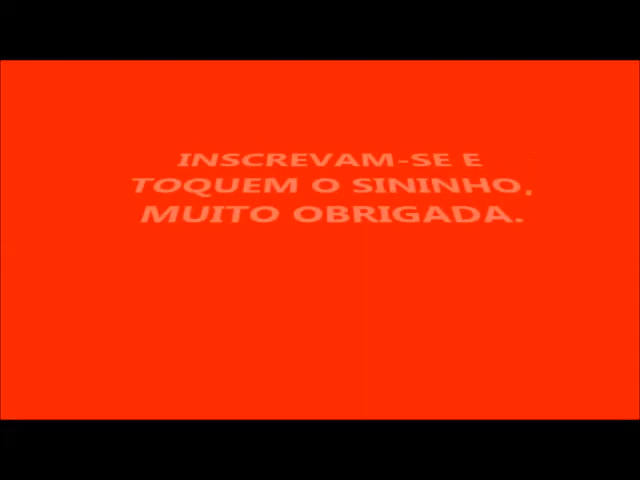 INSCREVAM-SE E
TOQUEM O SININHO,
MUITO OBRIGADA.